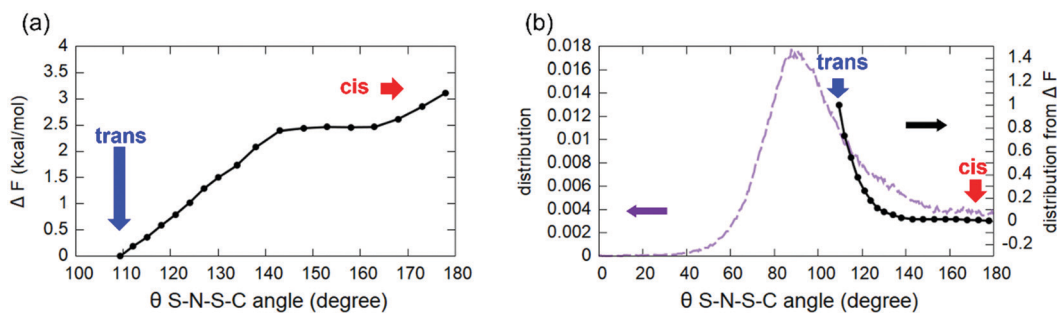 (a)
4
3.5
3
2.5
2
1.5
1
0.5
0
Δ F (kcal/mol)
trans
cis
100 110 120 130 140 150 160 170 180
θ S-N-S-C angle (degree)
(b)
0.018
0.016
0.014
0.012
0.01
0.008
0.006
0.004
0.002
0
distribution
trans
cis
1.4
1.2
1
0.8
0.6
0.4
0.2
0
-0.2
distribution from Δ F
0 20 40 60 80 100 120 140 160 180
θ S-N-S-C angle (degree)